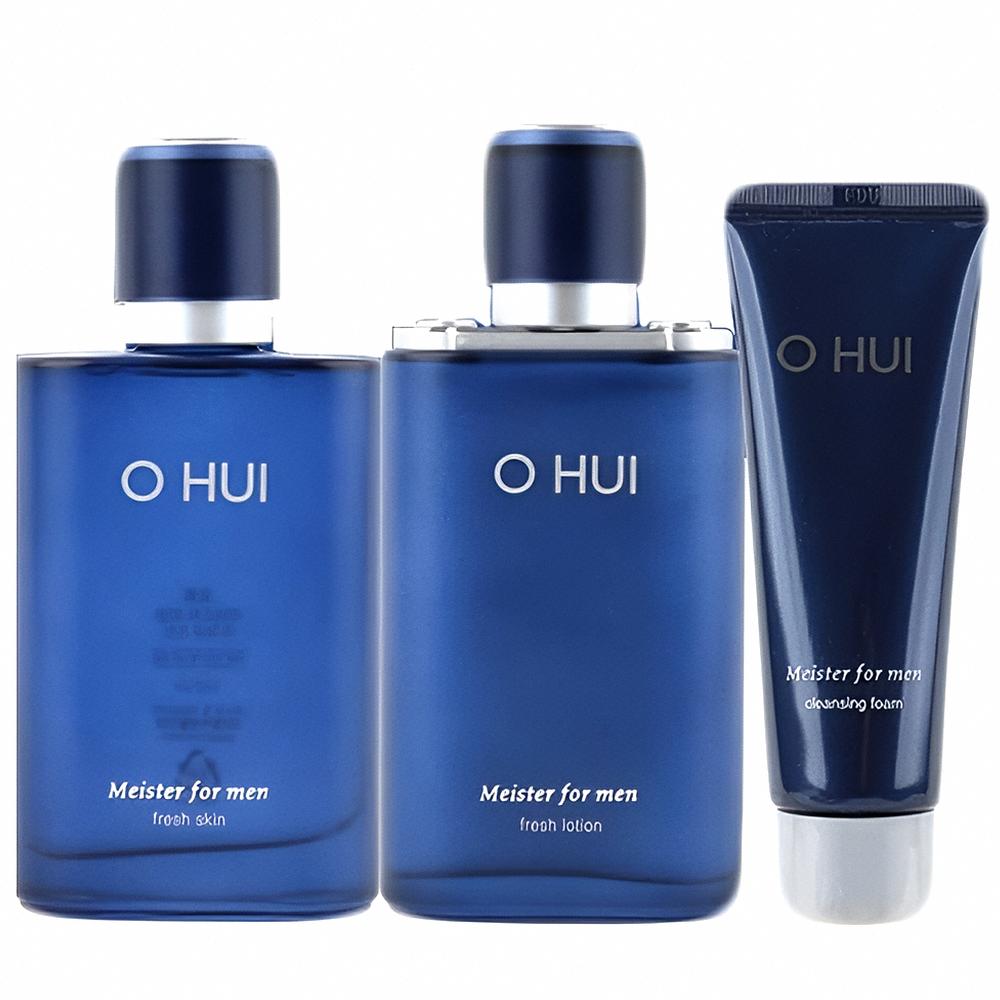 O HUI
Meister for men
fresh skin
O HUI
Meister for men
fresh lotion
O HUI
Meister for men
cleansing foam